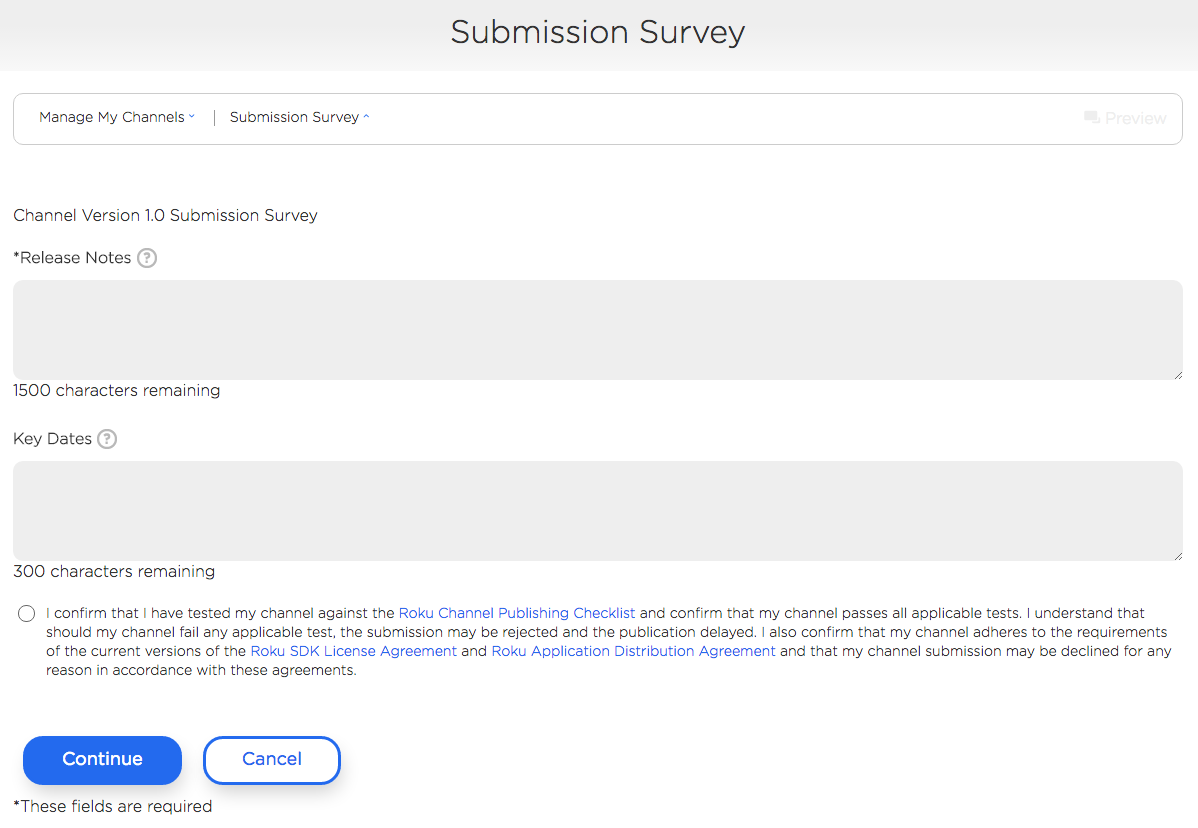 Submission Survey
Manage My Channels | Submission Survey Preview
Channel Version 1.0 Submission Survey
*Release Notes ?
1500 characters remaining
Key Dates ?
300 characters remaining
I confirm that I have tested my channel against the Roku Channel Publishing Checklist and confirm that my channel passes all applicable tests. I understand that
should my channel fail any applicable test, the submission may be rejected and the publication delayed. I also confirm that my channel adheres to the requirements
of the current versions of the Roku SDK License Agreement and Roku Application Distribution Agreement and that my channel submission may be declined for any
reason in accordance with these agreements.
Continue Cancel
*These fields are required